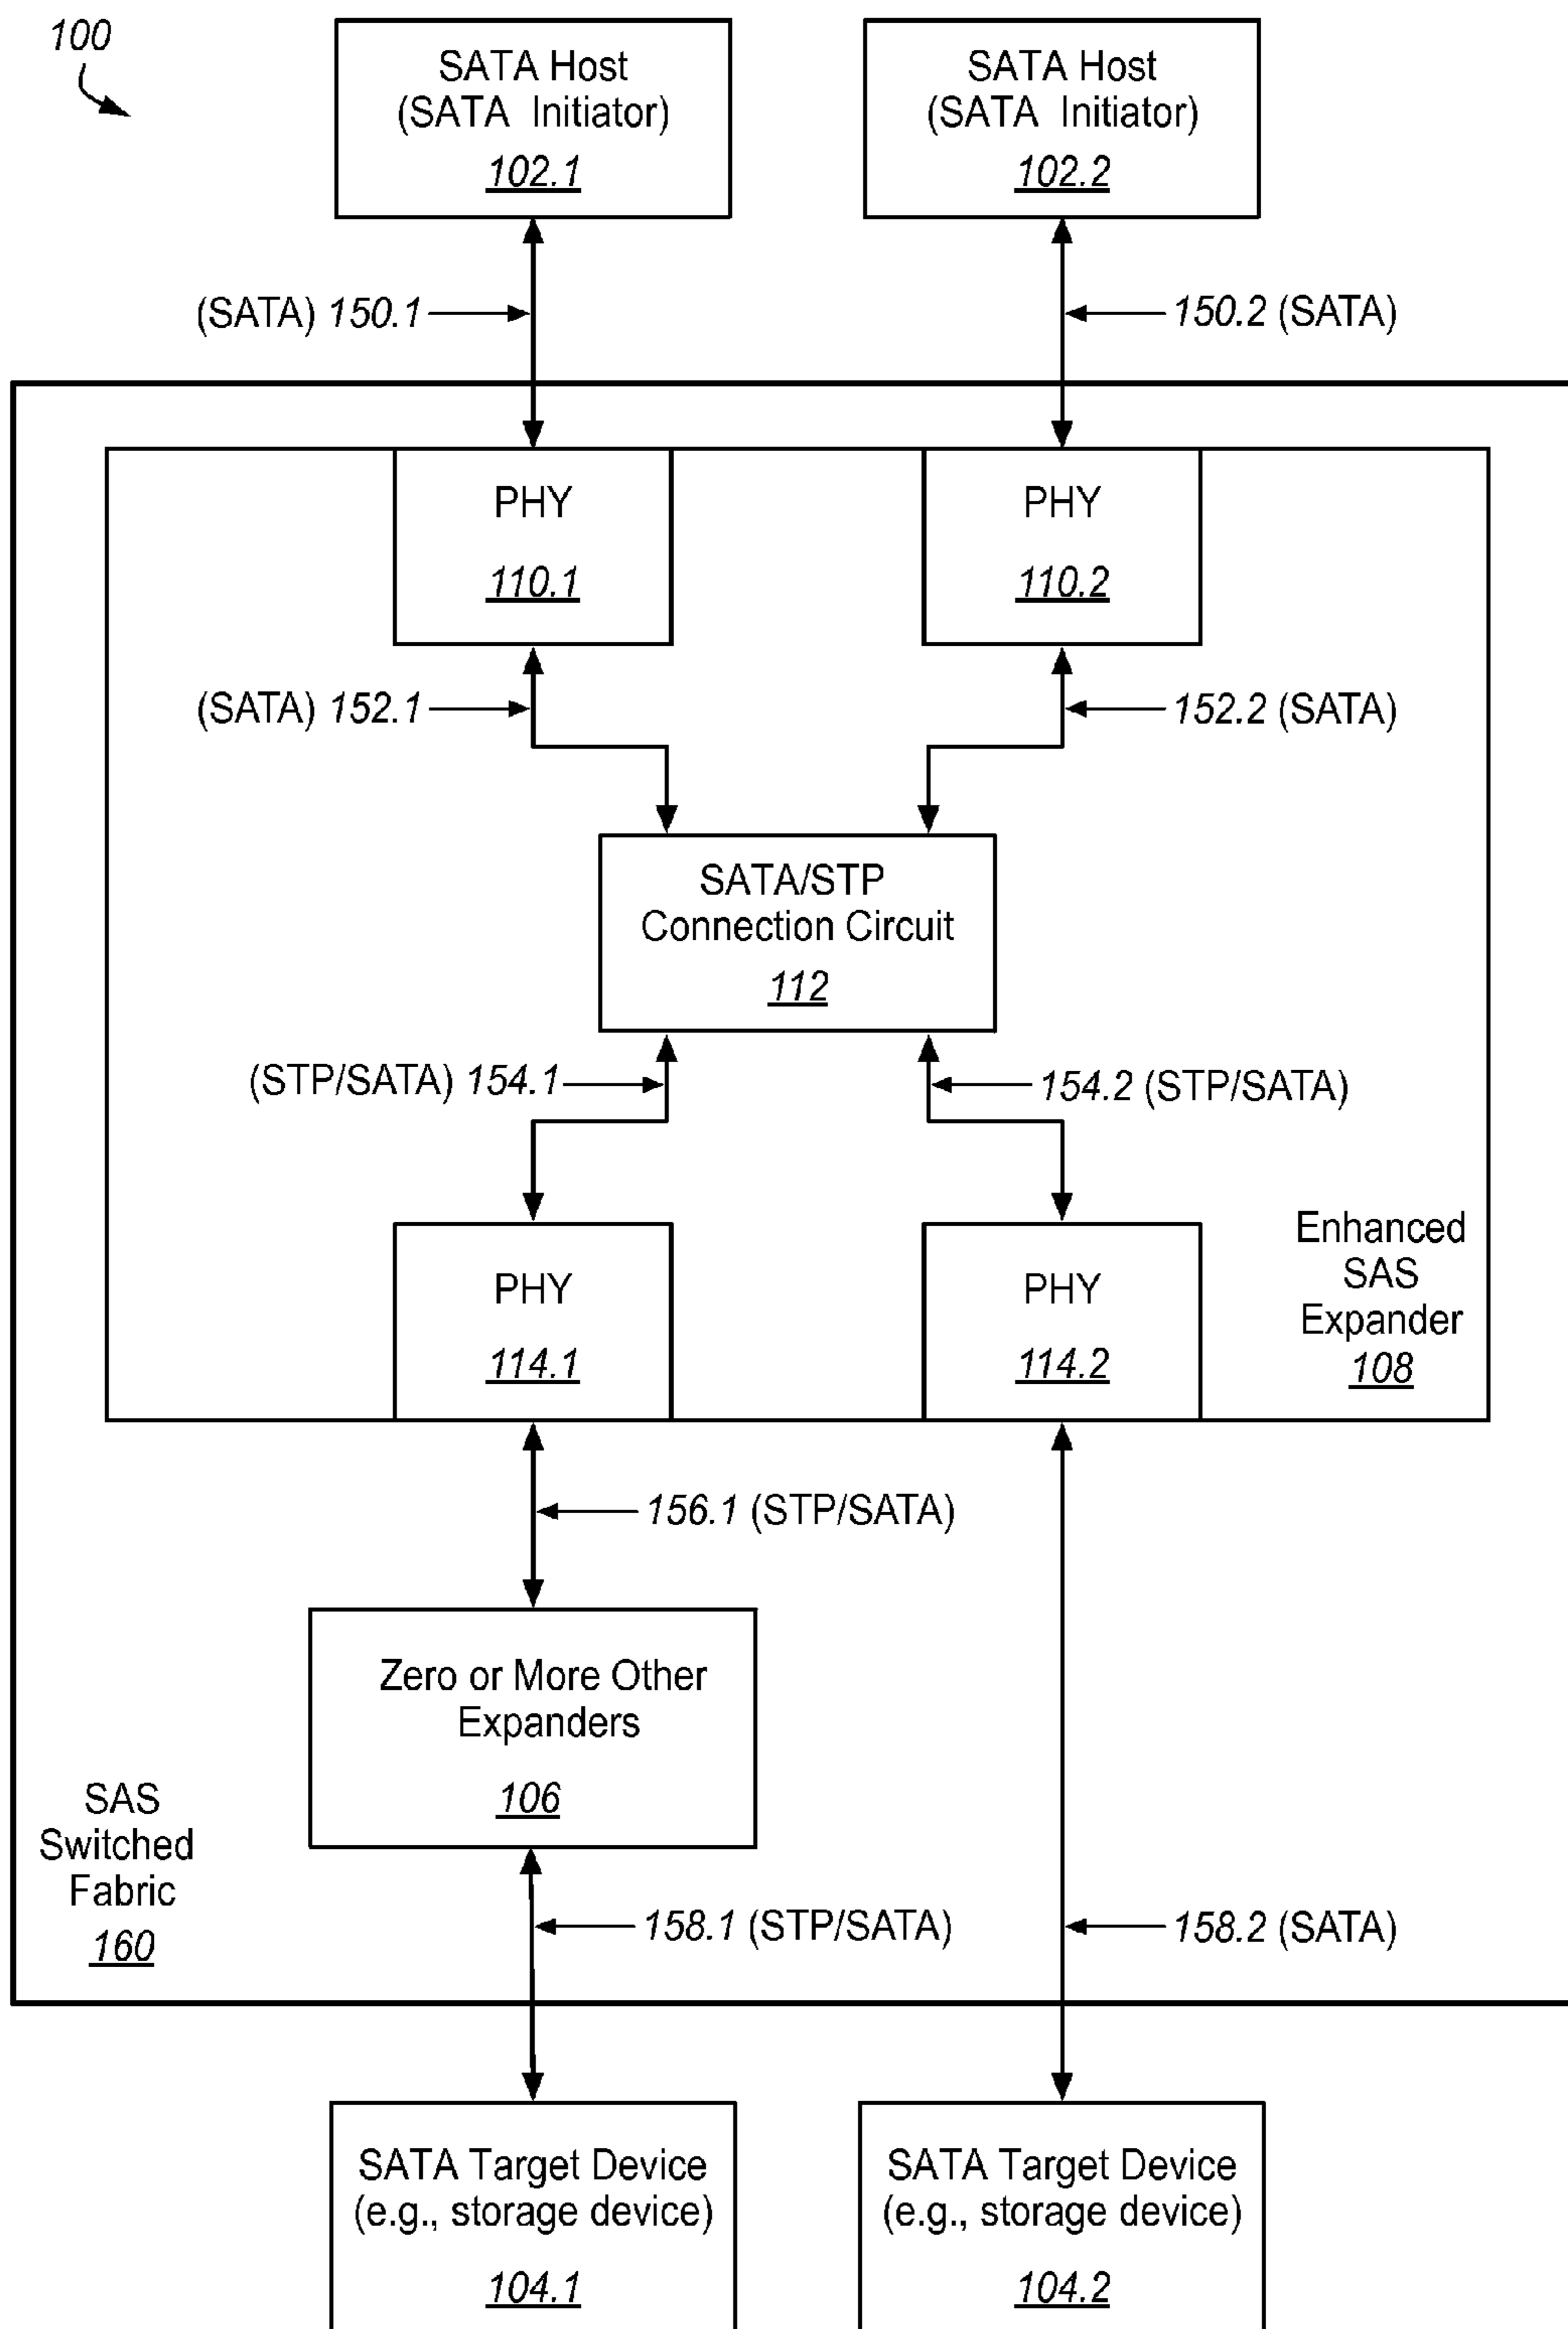 100
SATA Host
(SATA Initiator)
102.1
SATA Host
(SATA Initiator)
102.2
(SATA) 150.1
150.2 (SATA)
PHY
110.1
PHY
110.2
(SATA) 152.1
152.2 (SATA)
SATA/STP
Connection Circuit
112
(STP/SATA) 154.1
154.2 (STP/SATA)
PHY
114.1
PHY
114.2
Enhanced
SAS
Expander
108
156.1 (STP/SATA)
Zero or More Other
Expanders
106
SAS
Switched
Fabric
160
158.1 (STP/SATA)
158.2 (SATA)
SATA Target Device
(e.g., storage device)
104.1
SATA Target Device
(e.g., storage device)
104.2